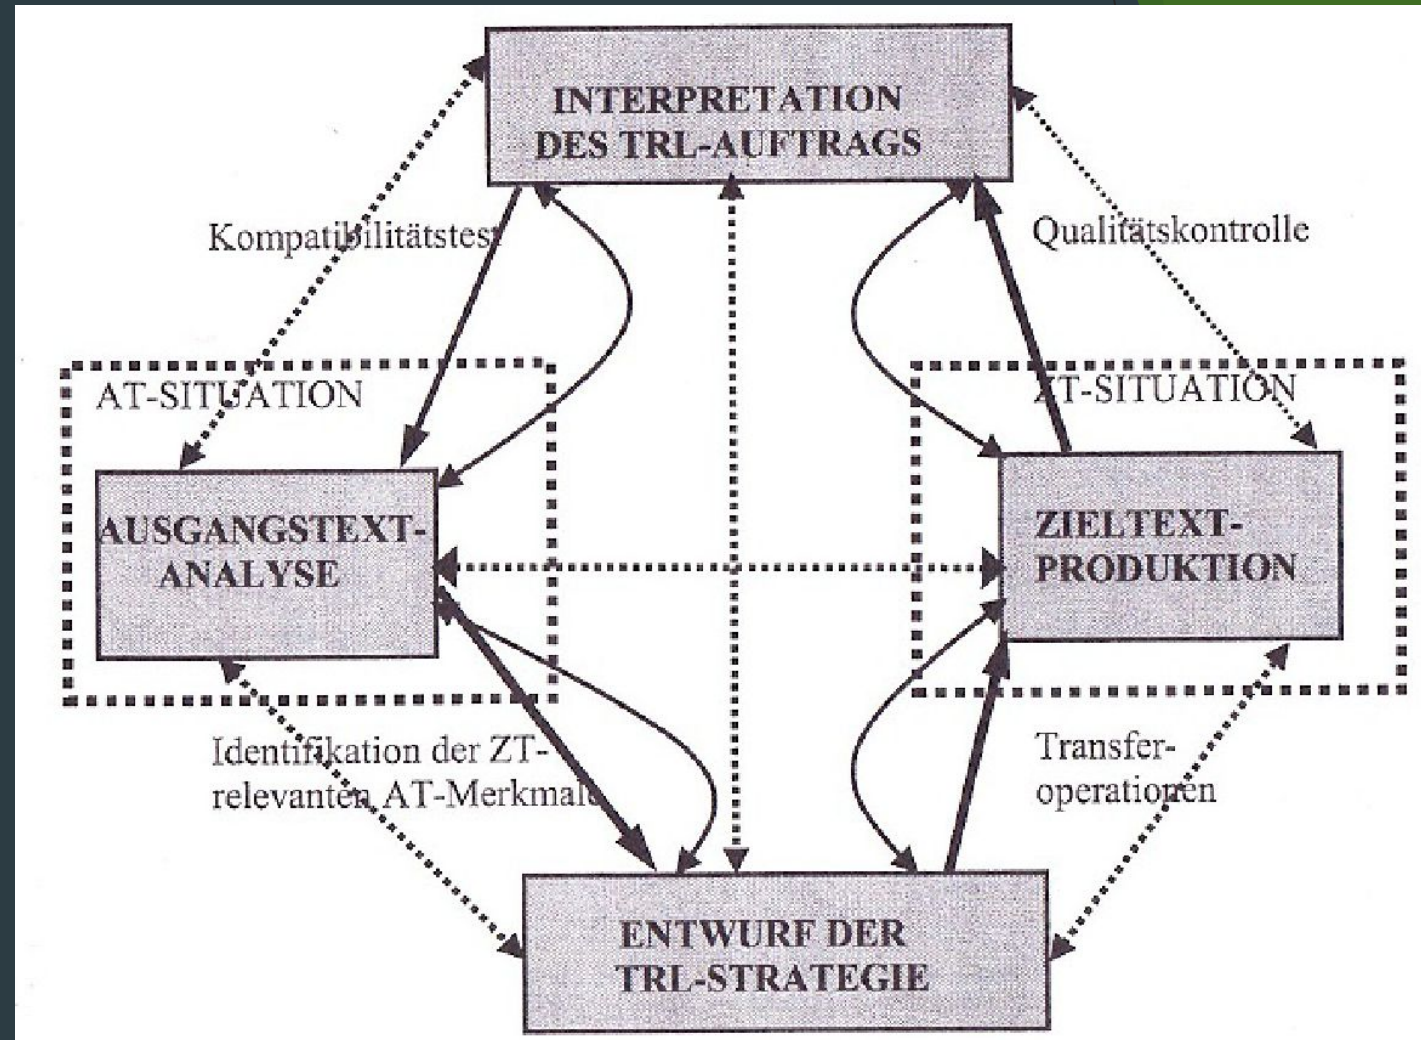 INTERPRETATION
DES TRL-AUFTRAGS
Kompatibilitätstest
Qualitätskontrolle
AT-SITUATION
ZT-SITUATION
AUSGANGSTEXT-
ANALYSE
ZIELTEXT-
PRODUKTION
Identifikation der ZT-
relevanten AT-Merkmale
Transfer-
operationen
ENTWURF DER
TRL-STRATEGIE